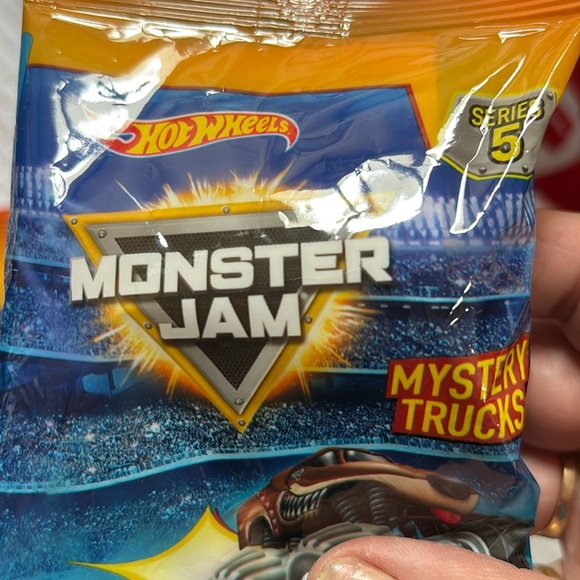 HOT WHEELS
SERIES
5
MONSTER
JAM
MYSTERY
TRUCKS